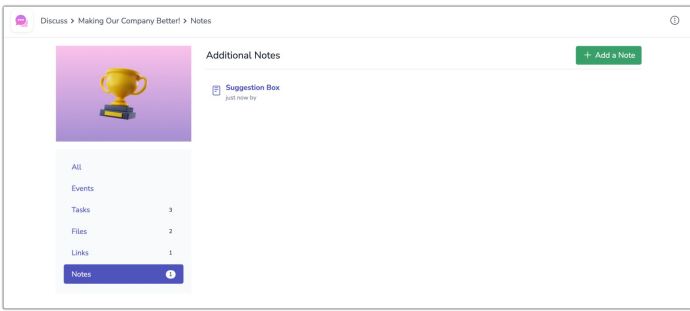 Discuss > Making Our Company Better! > Notes
Additional Notes
+ Add a Note
Suggestion Box
just now by
All
Events
Tasks 3
Files 2
Links 1
Notes 1